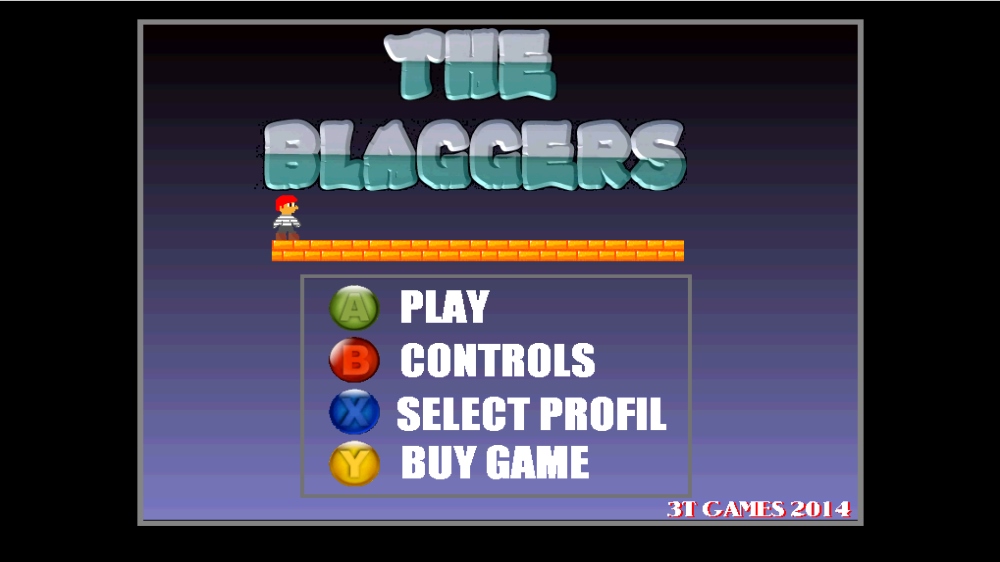 THE
BLAGGERS
A PLAY
B CONTROLS
X SELECT PROFIL
Y BUY GAME
3T GAMES 2014